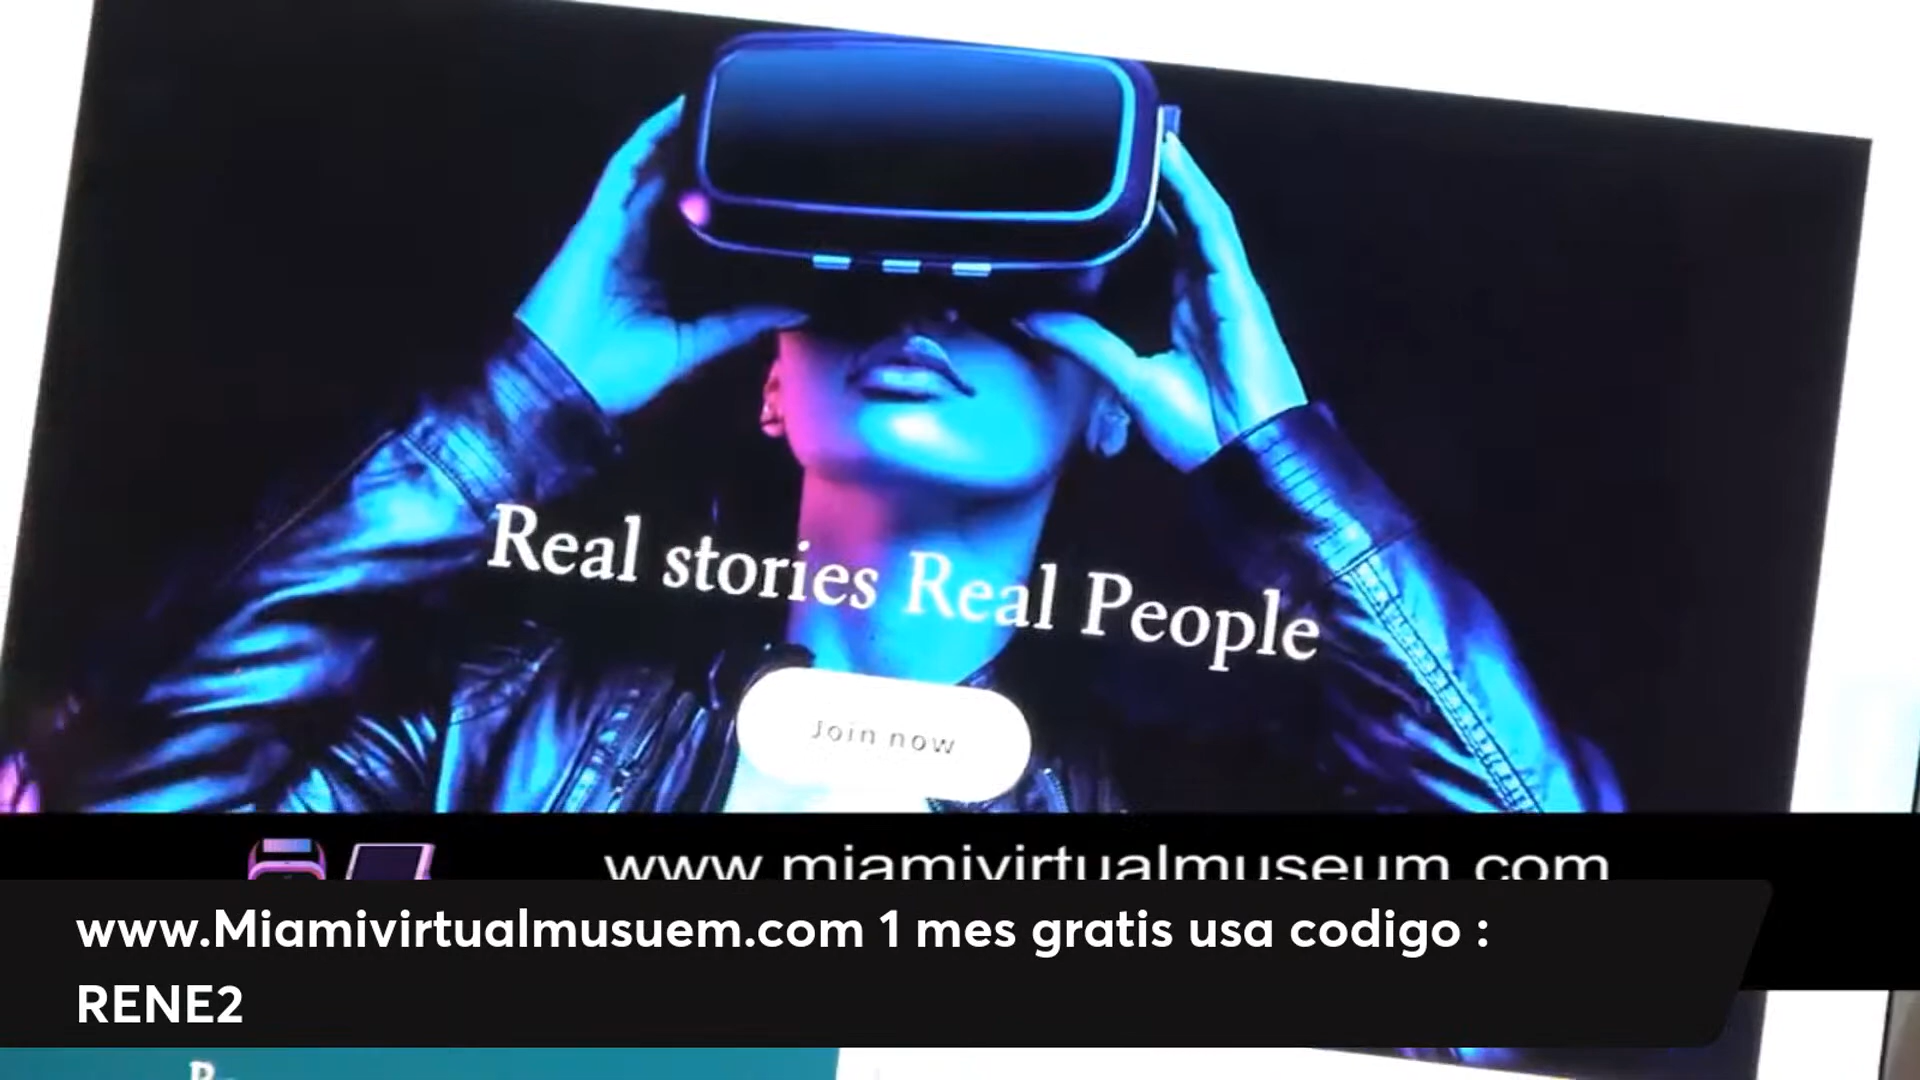 Real stories Real People
Join now
www.miamivirtualmuseum.com
www.Miamivirtualmusuem.com 1 mes gratis usa codigo :
RENE2